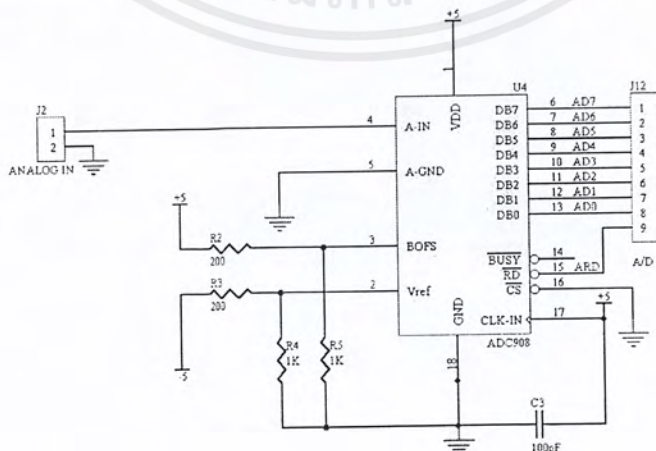 +5
J2
1
2
ANALOG IN
4
A-IN
1
VDD
U4
5
A-GND
DB7 6 AD7 1
DB6 7 AD6 2
DB5 8 AD5 3
DB4 9 AD4 4
DB3 10 AD3 5
DB2 11 AD2 6
DB1 12 AD1 7
DB0 13 AD0 8
9
J12
A/D
+5
R2
200
3
BOFS
BUSY 14
RD 15 ARD
CS 16
R3
200
2
Vref
-5
R4
1K
R5
1K
GND
18
CLK-IN 17
+5
ADC908
C3
100pF